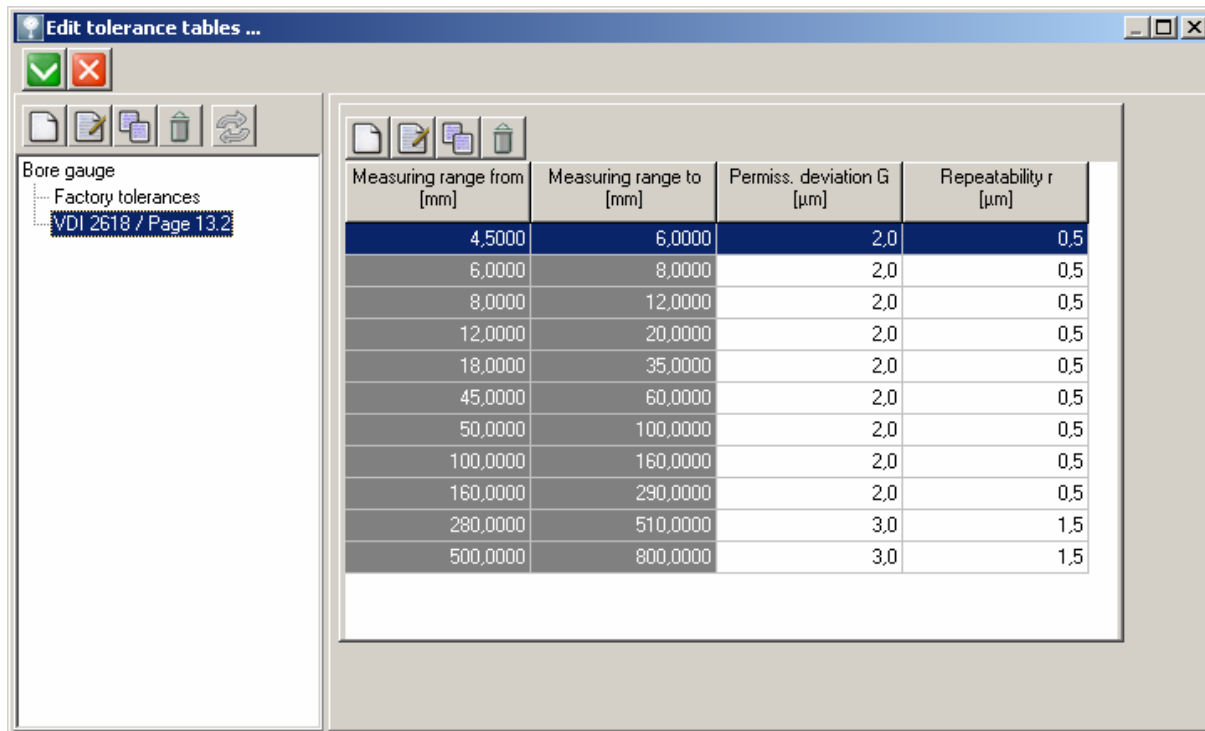 Edit tolerance tables ...
Bore gauge
Factory tolerances
VDI 2618 / Page 13.2
Measuring range from [mm] Measuring range to [mm] Permiss. deviation G [µm] Repeatability r [µm]
4,5000 6,0000 2,0 0,5
6,0000 8,0000 2,0 0,5
8,0000 12,0000 2,0 0,5
12,0000 20,0000 2,0 0,5
18,0000 35,0000 2,0 0,5
45,0000 60,0000 2,0 0,5
50,0000 100,0000 2,0 0,5
100,0000 160,0000 2,0 0,5
160,0000 290,0000 2,0 0,5
280,0000 510,0000 3,0 1,5
500,0000 800,0000 3,0 1,5